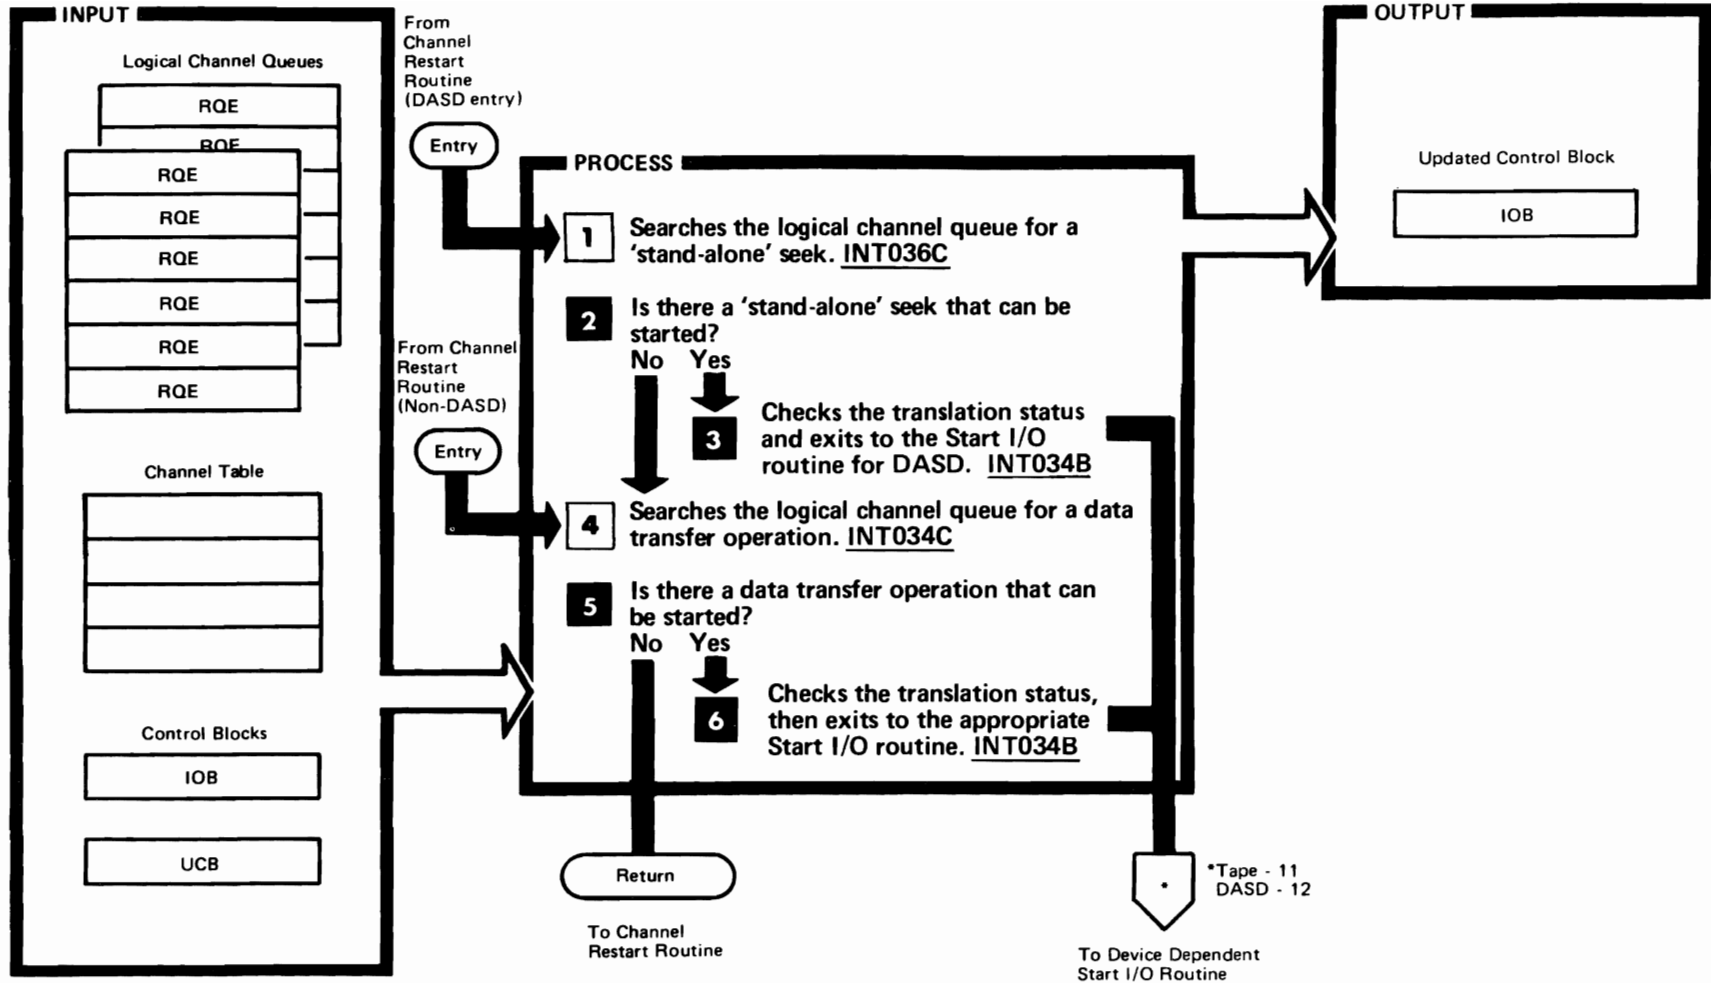 INPUT
Logical Channel Queues
RQE
RQE
RQE
RQE
RQE
RQE
RQE
RQE
Channel Table
Control Blocks
IOB
UCB
From
Channel
Restart
Routine
(DASD entry)
Entry
From Channel
Restart
Routine
(Non-DASD)
Entry
PROCESS
1 Searches the logical channel queue for a
'stand-alone' seek. INT036C
2 Is there a 'stand-alone' seek that can be
started?
No Yes
3 Checks the translation status
and exits to the Start I/O
routine for DASD. INT034B
4 Searches the logical channel queue for a data
transfer operation. INT034C
5 Is there a data transfer operation that can
be started?
No Yes
6 Checks the translation status,
then exits to the appropriate
Start I/O routine. INT034B
Return
To Channel
Restart Routine
*
*Tape - 11
DASD - 12
To Device Dependent
Start I/O Routine
OUTPUT
Updated Control Block
IOB